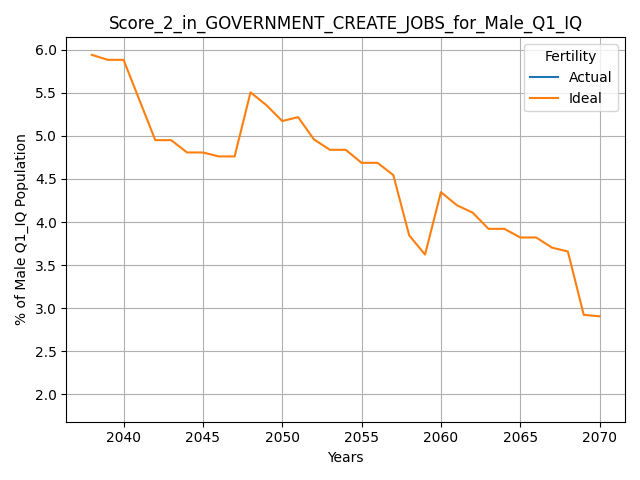 Score_2_in_GOVERNMENT_CREATE_JOBS_for_Male_Q1_IQ
Fertility
Actual
Ideal
% of Male Q1_IQ Population
6.0
5.5
5.0
4.5
4.0
3.5
3.0
2.5
2.0
2040 2045 2050 2055 2060 2065 2070
Years